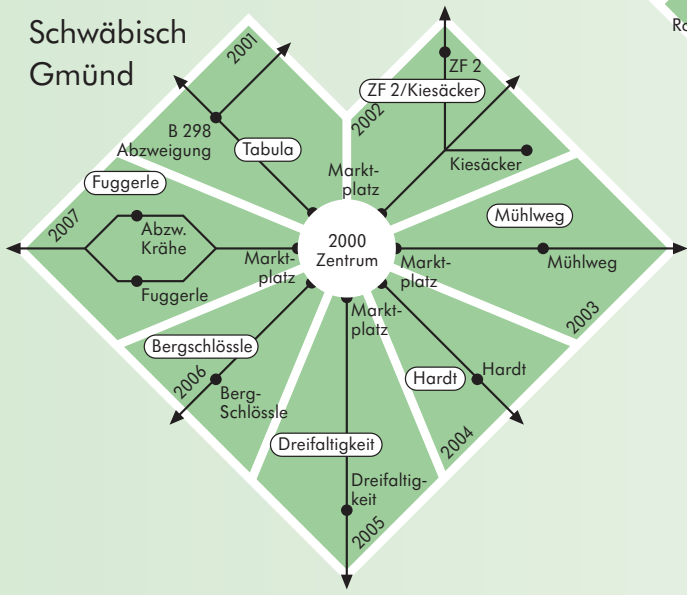 Schwäbisch
Gmünd
Ro
2001
B 298
Abzweigung
Tabula
ZF 2
ZF 2/Kiesäcker
2002
Kiesäcker
Markt-
platz
Fuggerle
2007
Abzw.
Krähe
Fuggerle
Markt-
platz
2000
Zentrum
Markt-
platz
Mühlweg
Mühlweg
2003
Markt-
platz
Bergschlössle
2006
Berg-
Schlössle
Hardt
Hardt
2004
Dreifaltigkeit
Dreifaltig-
keit
2005